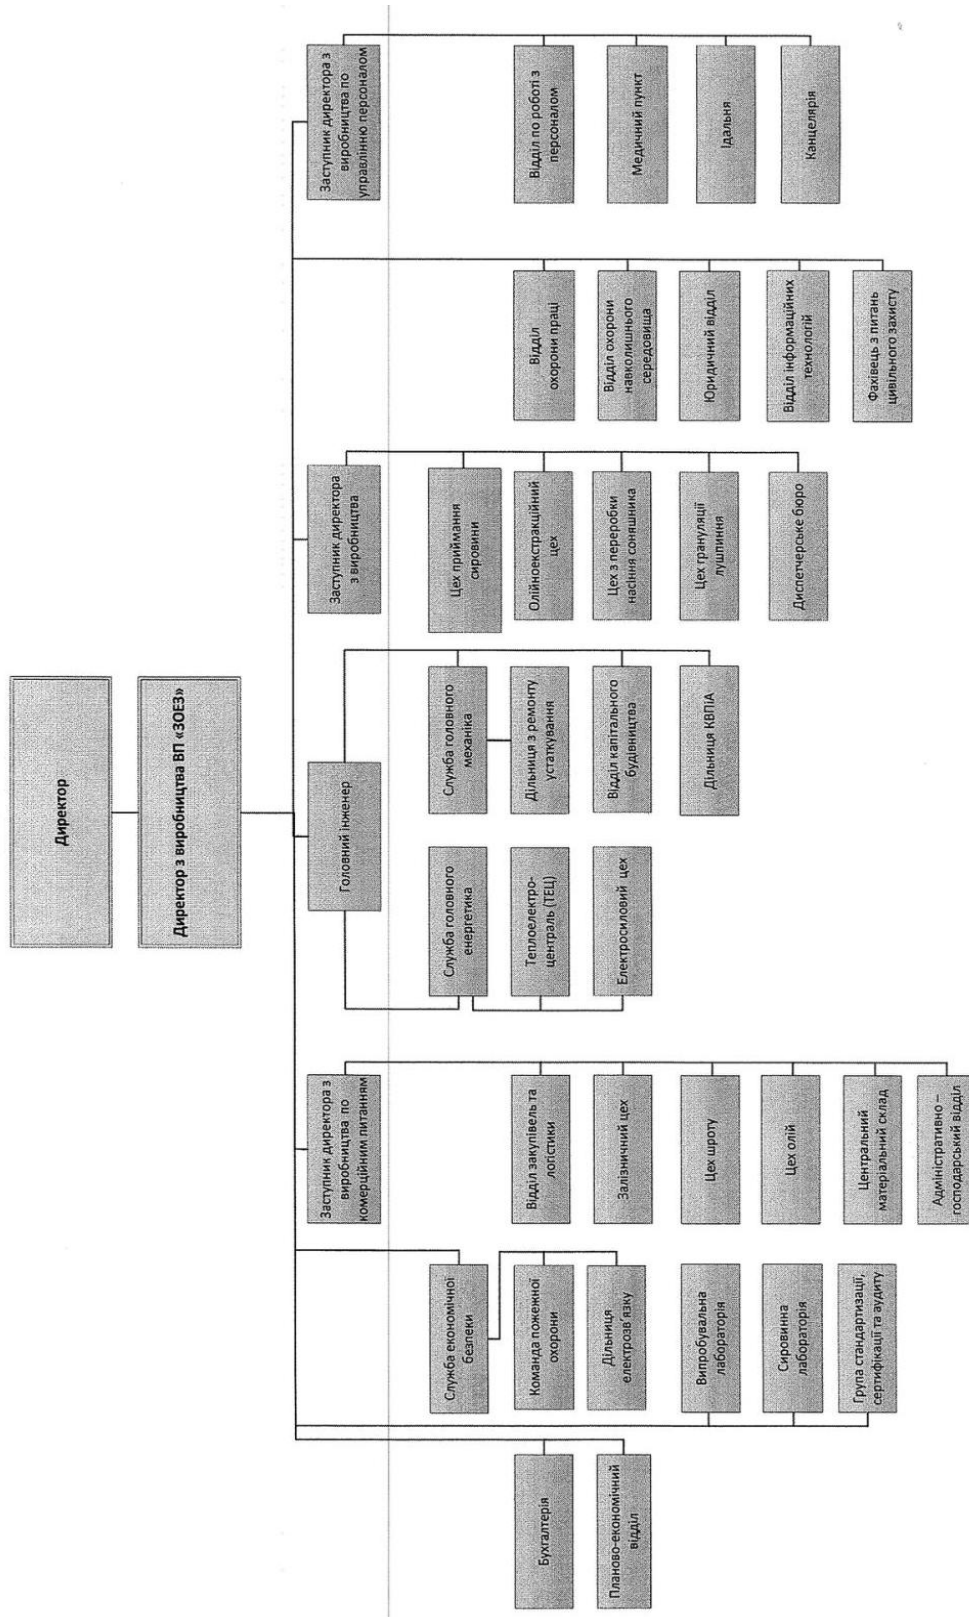 Директор
Директор з виробництва ВП «ЗОЕЗ»
Бухгалтерія
Планово-економічний
відділ
Служба економічної
безпеки
Команда пожежної
охорони
Дільниця
електрозв'язку
Випробувальна
лабораторія
Сировинна
лабораторія
Група стандартизації,
сертифікації та аудиту
Заступник директора з
виробництва по
комерційним питанням
Відділ закупівель та
логістики
Залізничний цех
Цех шроту
Цех олій
Центральний
матеріальний склад
Адміністративно –
господарський відділ
Головний інженер
Служба головного
енергетика
Теплоелектро-
централь (ТЕЦ)
Електросиловий цех
Служба головного
механіка
Дільниця з ремонту
устаткування
Відділ капітального
будівництва
Дільниця КВПіА
Заступник директора
з виробництва
Цех приймання
сировини
Олійноекстракційний
цех
Цех з переробки
насіння соняшника
Цех грануляції
лушпиння
Диспетчерське бюро
Відділ
охорони праці
Відділ охорони
навколишнього
середовища
Юридичний відділ
Відділ інформаційних
технологій
Фахівець з питань
цивільного захисту
Заступник директора з
виробництва по
управлінню персоналом
Відділ по роботі з
персоналом
Медичний пункт
Їдальня
Канцелярія